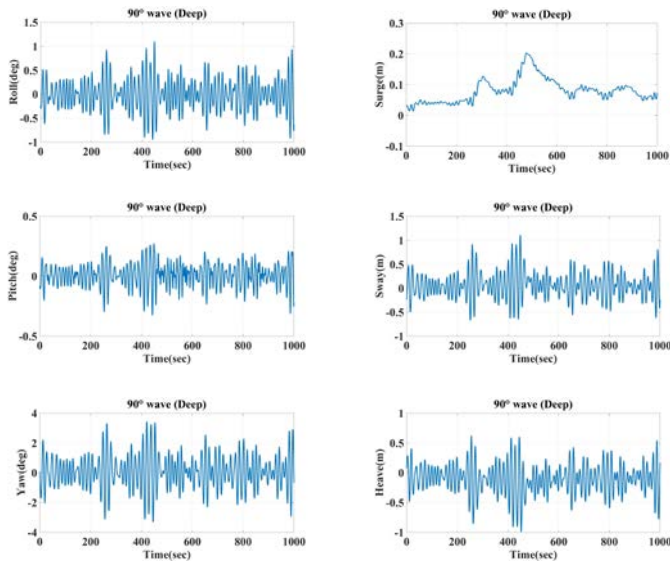 90° wave (Deep)
Roll(deg)
1.5
1
0.5
0
-0.5
-1
0 200 400 600 800 1000
Time(sec)
90° wave (Deep)
Surge(m)
0.3
0.2
0.1
0
-0.1
0 200 400 600 800 1000
Time(sec)
90° wave (Deep)
Pitch(deg)
0.5
0
-0.5
0 200 400 600 800 1000
Time(sec)
90° wave (Deep)
Sway(m)
1.5
1
0.5
0
-0.5
-1
0 200 400 600 800 1000
Time(sec)
90° wave (Deep)
Yaw(deg)
4
2
0
-2
-4
0 200 400 600 800 1000
Time(sec)
90° wave (Deep)
Heave(m)
1
0.5
0
-0.5
-1
0 200 400 600 800 1000
Time(sec)